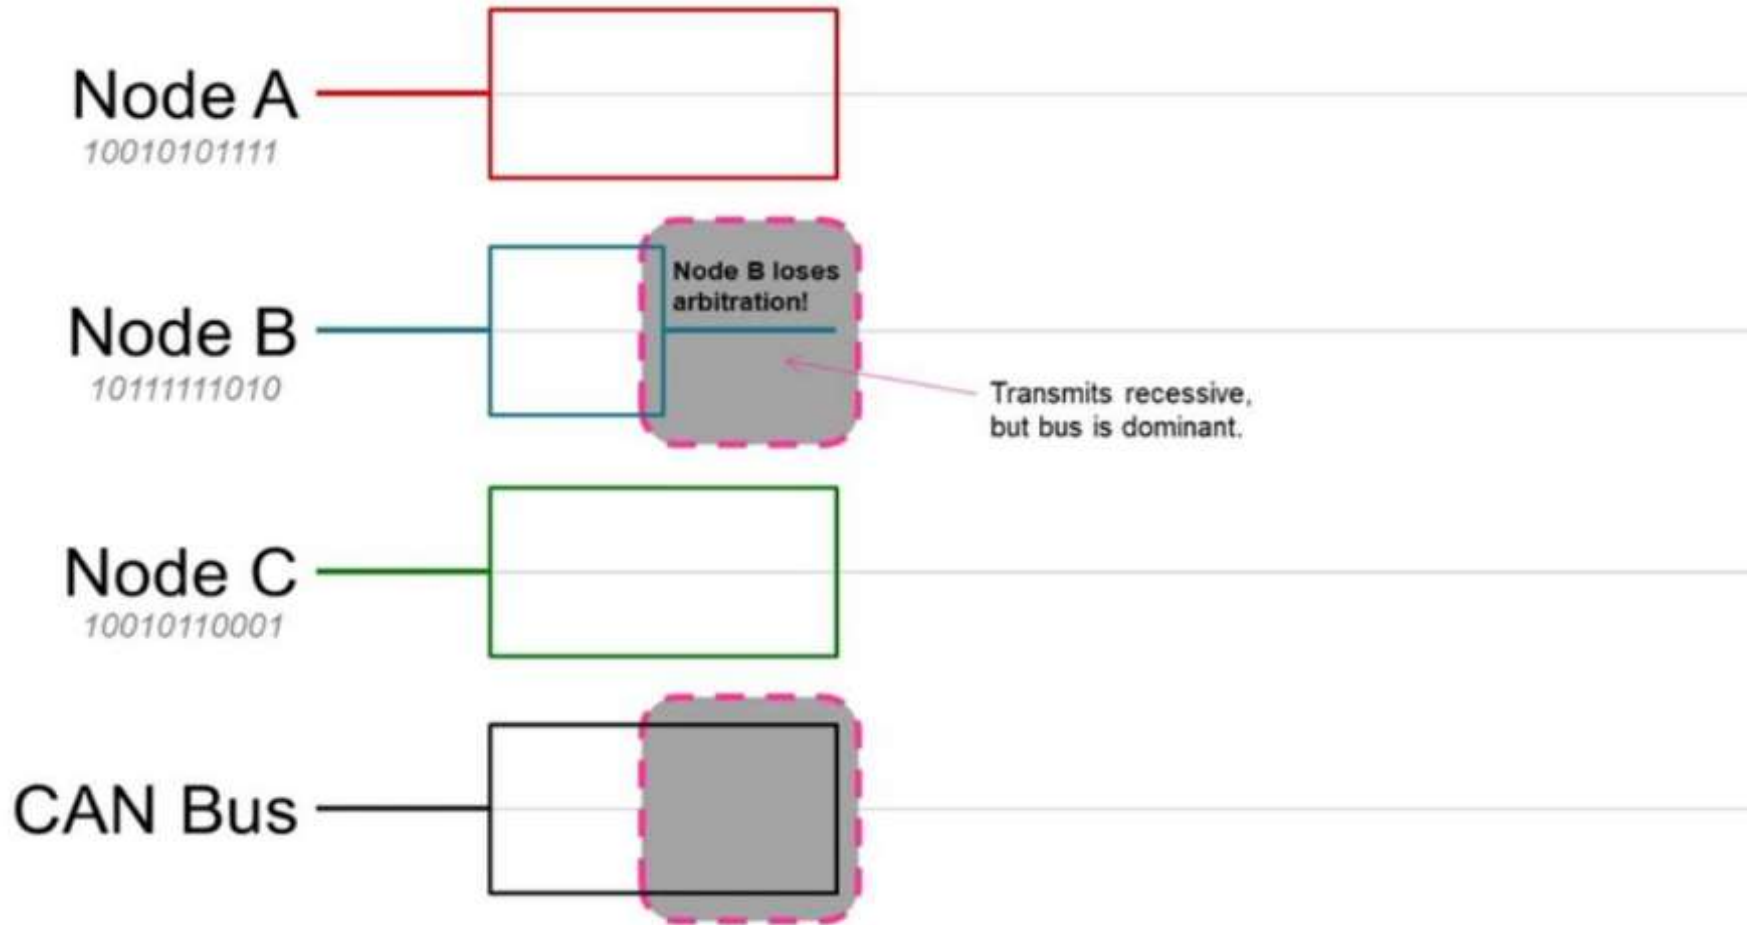 Node A
10010101111
Node B loses
arbitration!
Node B
10111111010
Transmits recessive,
but bus is dominant.
Node C
10010110001
CAN Bus